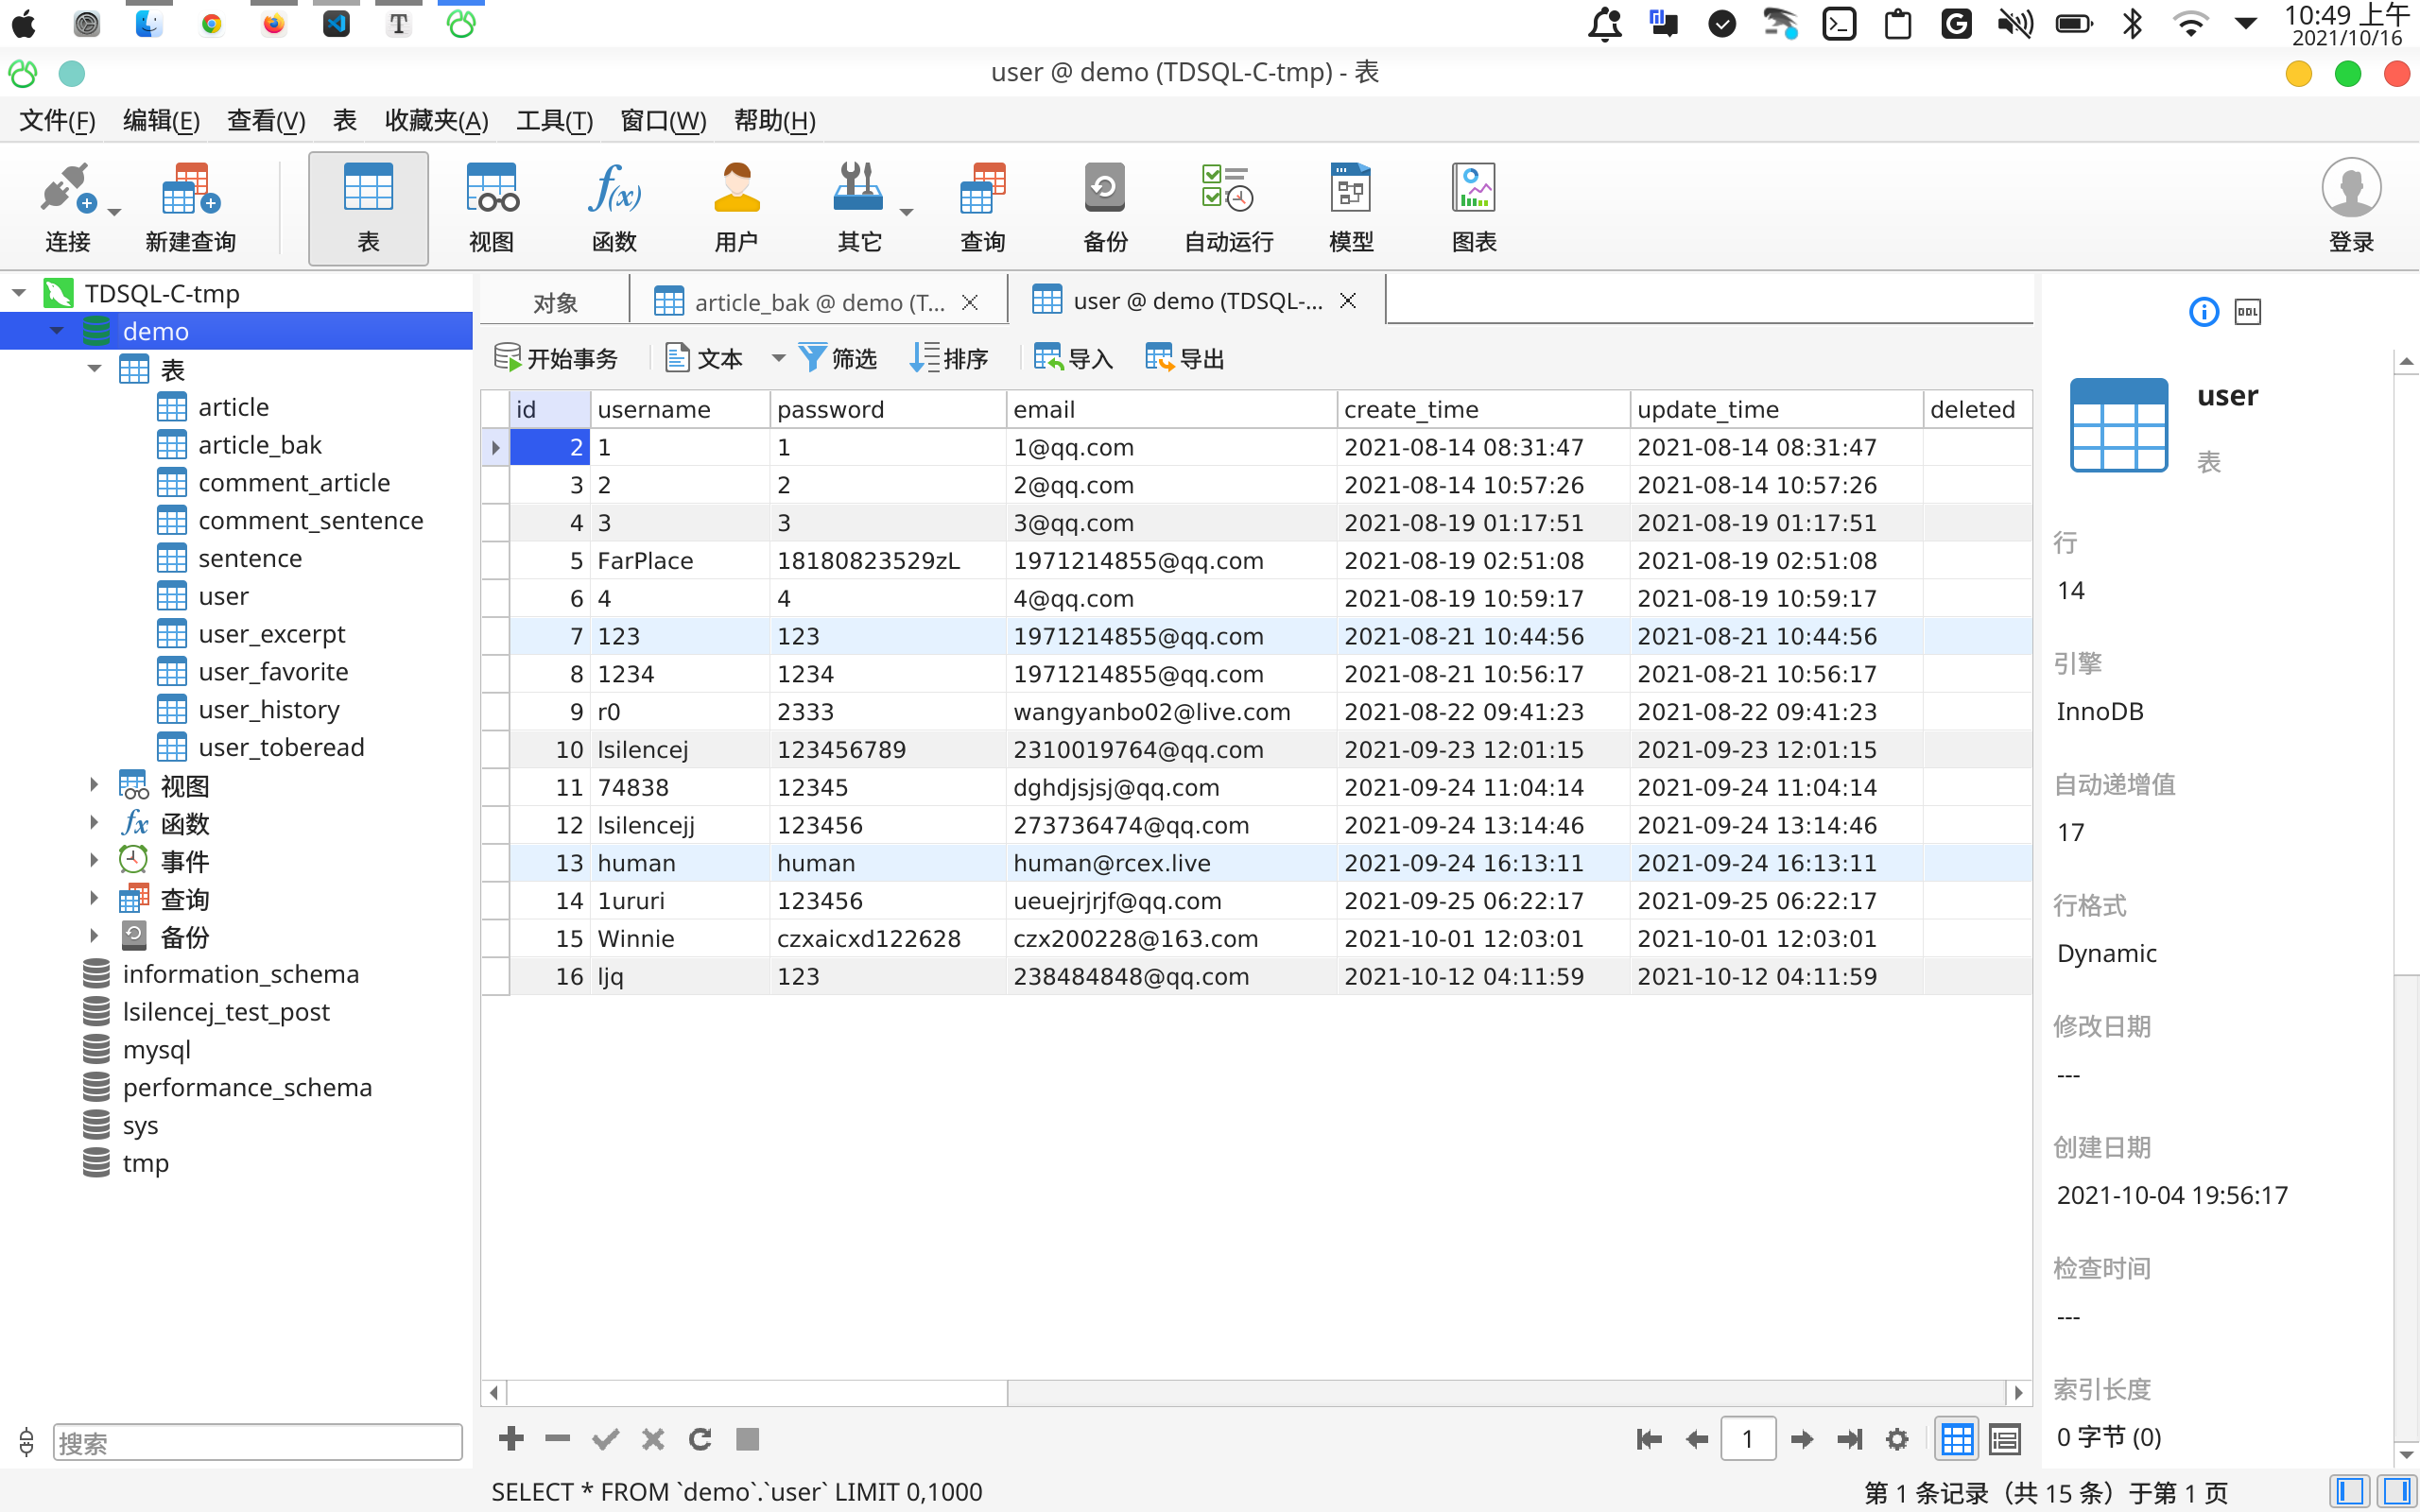 10:49 上午
2021/10/16
user @ demo (TDSQL-C-tmp) - 表
文件(F) 编辑(E) 查看(V) 表 收藏夹(A) 工具(T) 窗口(W) 帮助(H)
连接 新建查询 表 视图 函数 用户 其它 查询 备份 自动运行 模型 图表 登录
TDSQL-C-tmp
demo
表
article
article_bak
comment_article
comment_sentence
sentence
user
user_excerpt
user_favorite
user_history
user_toberead
视图
函数
事件
查询
备份
information_schema
lsilencej_test_post
mysql
performance_schema
sys
tmp
搜索
对象 article_bak @ demo (T... user @ demo (TDSQL-...
开始事务 文本 筛选 排序 导入 导出
id username password email create_time update_time deleted
2 1 1 1@qq.com 2021-08-14 08:31:47 2021-08-14 08:31:47
3 2 2 2@qq.com 2021-08-14 10:57:26 2021-08-14 10:57:26
4 3 3 3@qq.com 2021-08-19 01:17:51 2021-08-19 01:17:51
5 FarPlace 18180823529zL 1971214855@qq.com 2021-08-19 02:51:08 2021-08-19 02:51:08
6 4 4 4@qq.com 2021-08-19 10:59:17 2021-08-19 10:59:17
7 123 123 1971214855@qq.com 2021-08-21 10:44:56 2021-08-21 10:44:56
8 1234 1234 1971214855@qq.com 2021-08-21 10:56:17 2021-08-21 10:56:17
9 r0 2333 wangyanbo02@live.com 2021-08-22 09:41:23 2021-08-22 09:41:23
10 lsilencej 123456789 2310019764@qq.com 2021-09-23 12:01:15 2021-09-23 12:01:15
11 74838 12345 dghdjsjsj@qq.com 2021-09-24 11:04:14 2021-09-24 11:04:14
12 lsilencejj 123456 273736474@qq.com 2021-09-24 13:14:46 2021-09-24 13:14:46
13 human human human@rcex.live 2021-09-24 16:13:11 2021-09-24 16:13:11
14 1ururi 123456 ueuejrjrjf@qq.com 2021-09-25 06:22:17 2021-09-25 06:22:17
15 Winnie czxaicxd122628 czx200228@163.com 2021-10-01 12:03:01 2021-10-01 12:03:01
16 ljq 123 238484848@qq.com 2021-10-12 04:11:59 2021-10-12 04:11:59
1
SELECT * FROM `demo`.`user` LIMIT 0,1000
第 1 条记录（共 15 条）于第 1 页
DDL
user
表
行
14
引擎
InnoDB
自动递增值
17
行格式
Dynamic
修改日期
---
创建日期
2021-10-04 19:56:17
检查时间
---
索引长度
0 字节 (0)